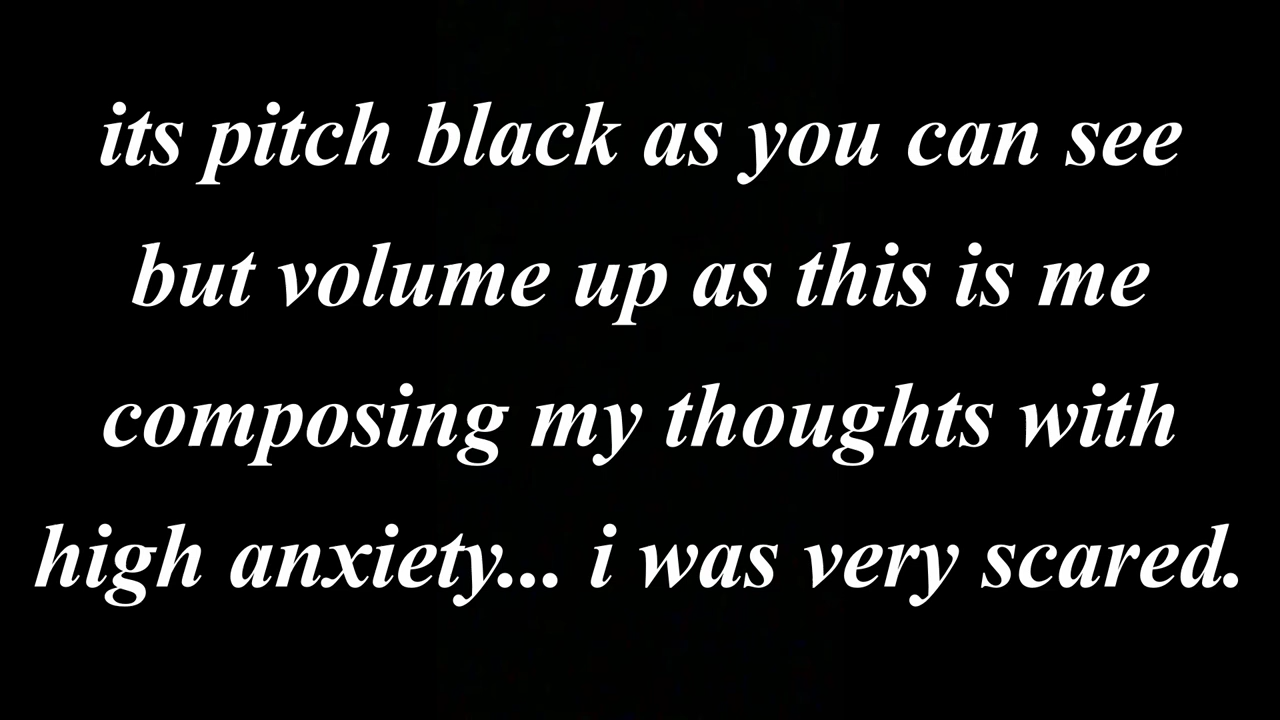 its pitch black as you can see
but volume up as this is me
composing my thoughts with
high anxiety... i was very scared.